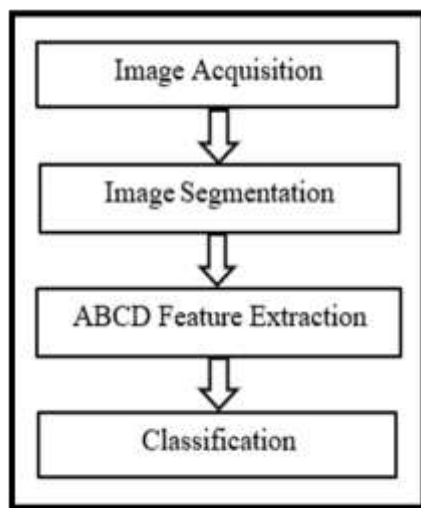 Image Acquisition
Image Segmentation
ABCD Feature Extraction
Classification